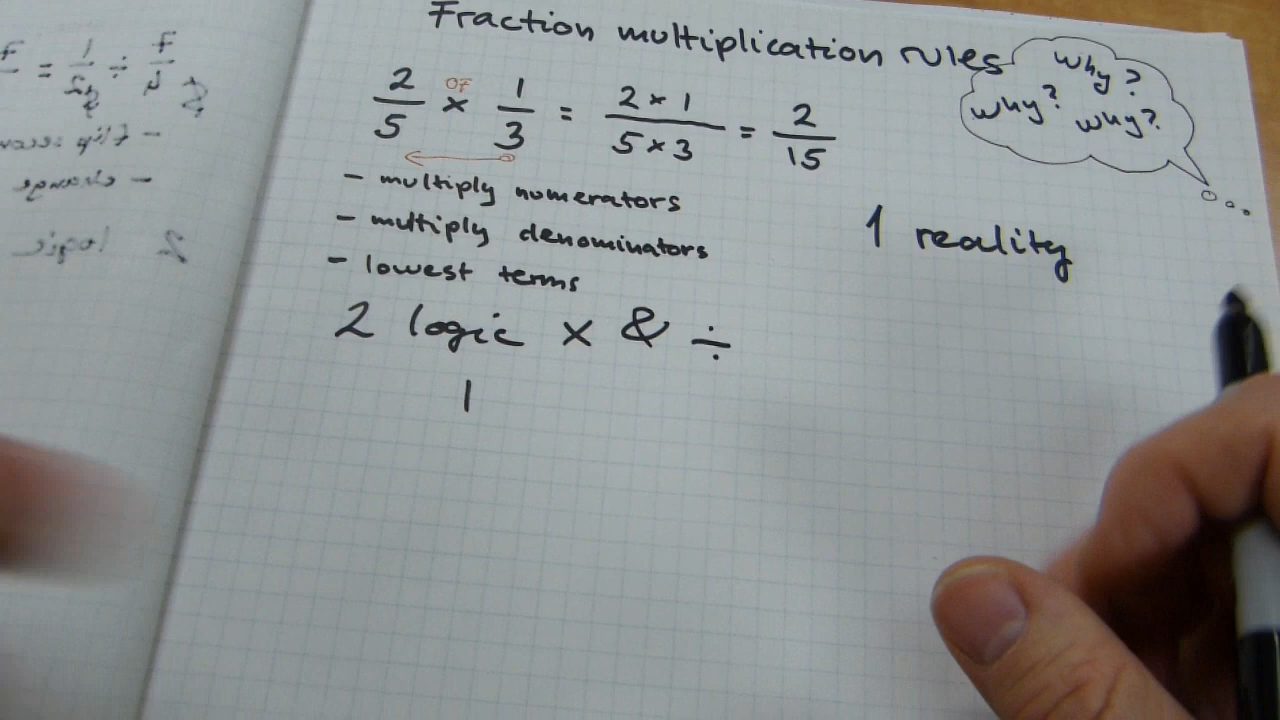 Fraction multiplication rules
why?
why? why?
2/5 × 1/3 = 2 × 1 / 5 × 3 = 2/15
OF
- multiply numerators
- multiply denominators
- lowest terms
1 reality
2 logic × & ÷
1